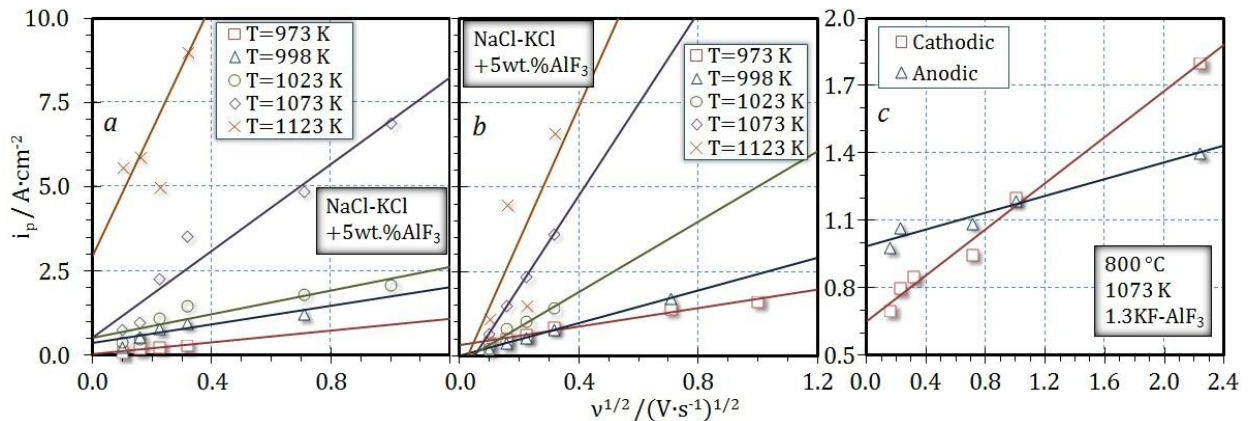 10.0
7.5
5.0
2.5
0.0
i_p / A·cm⁻²
a
T=973 K
T=998 K
T=1023 K
T=1073 K
T=1123 K
NaCl-KCl
+5wt.%AlF₃
0.0 0.4 0.8
b
NaCl-KCl
+5wt.%AlF₃
T=973 K
T=998 K
T=1023 K
T=1073 K
T=1123 K
0.0 0.4 0.8 1.2
ν^1/2 /(V·s⁻¹)^1/2
2.0
1.7
1.4
1.1
0.8
0.5
Cathodic
Anodic
c
800 °C
1073 K
1.3KF-AlF₃
0.0 0.4 0.8 1.2 1.6 2.0 2.4